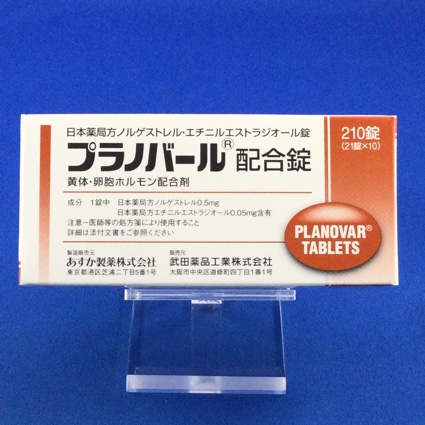 日本薬局方ノルゲストレル・エチニルエストラジオール錠
プラノバール® 配合錠
黄体・卵胞ホルモン配合剤
210錠
(21錠×10)
成分 1錠中 日本薬局方ノルゲストレル0.5mg
日本薬局方エチニルエストラジオール0.05mg含有
注意－医師等の処方箋により使用すること
詳細は添付文書をご参照ください
PLANOVAR®
TABLETS
製造販売元
あすか製薬株式会社
東京都港区芝浦二丁目5番1号
販売元
武田薬品工業株式会社
大阪市中央区道修町四丁目1番1号